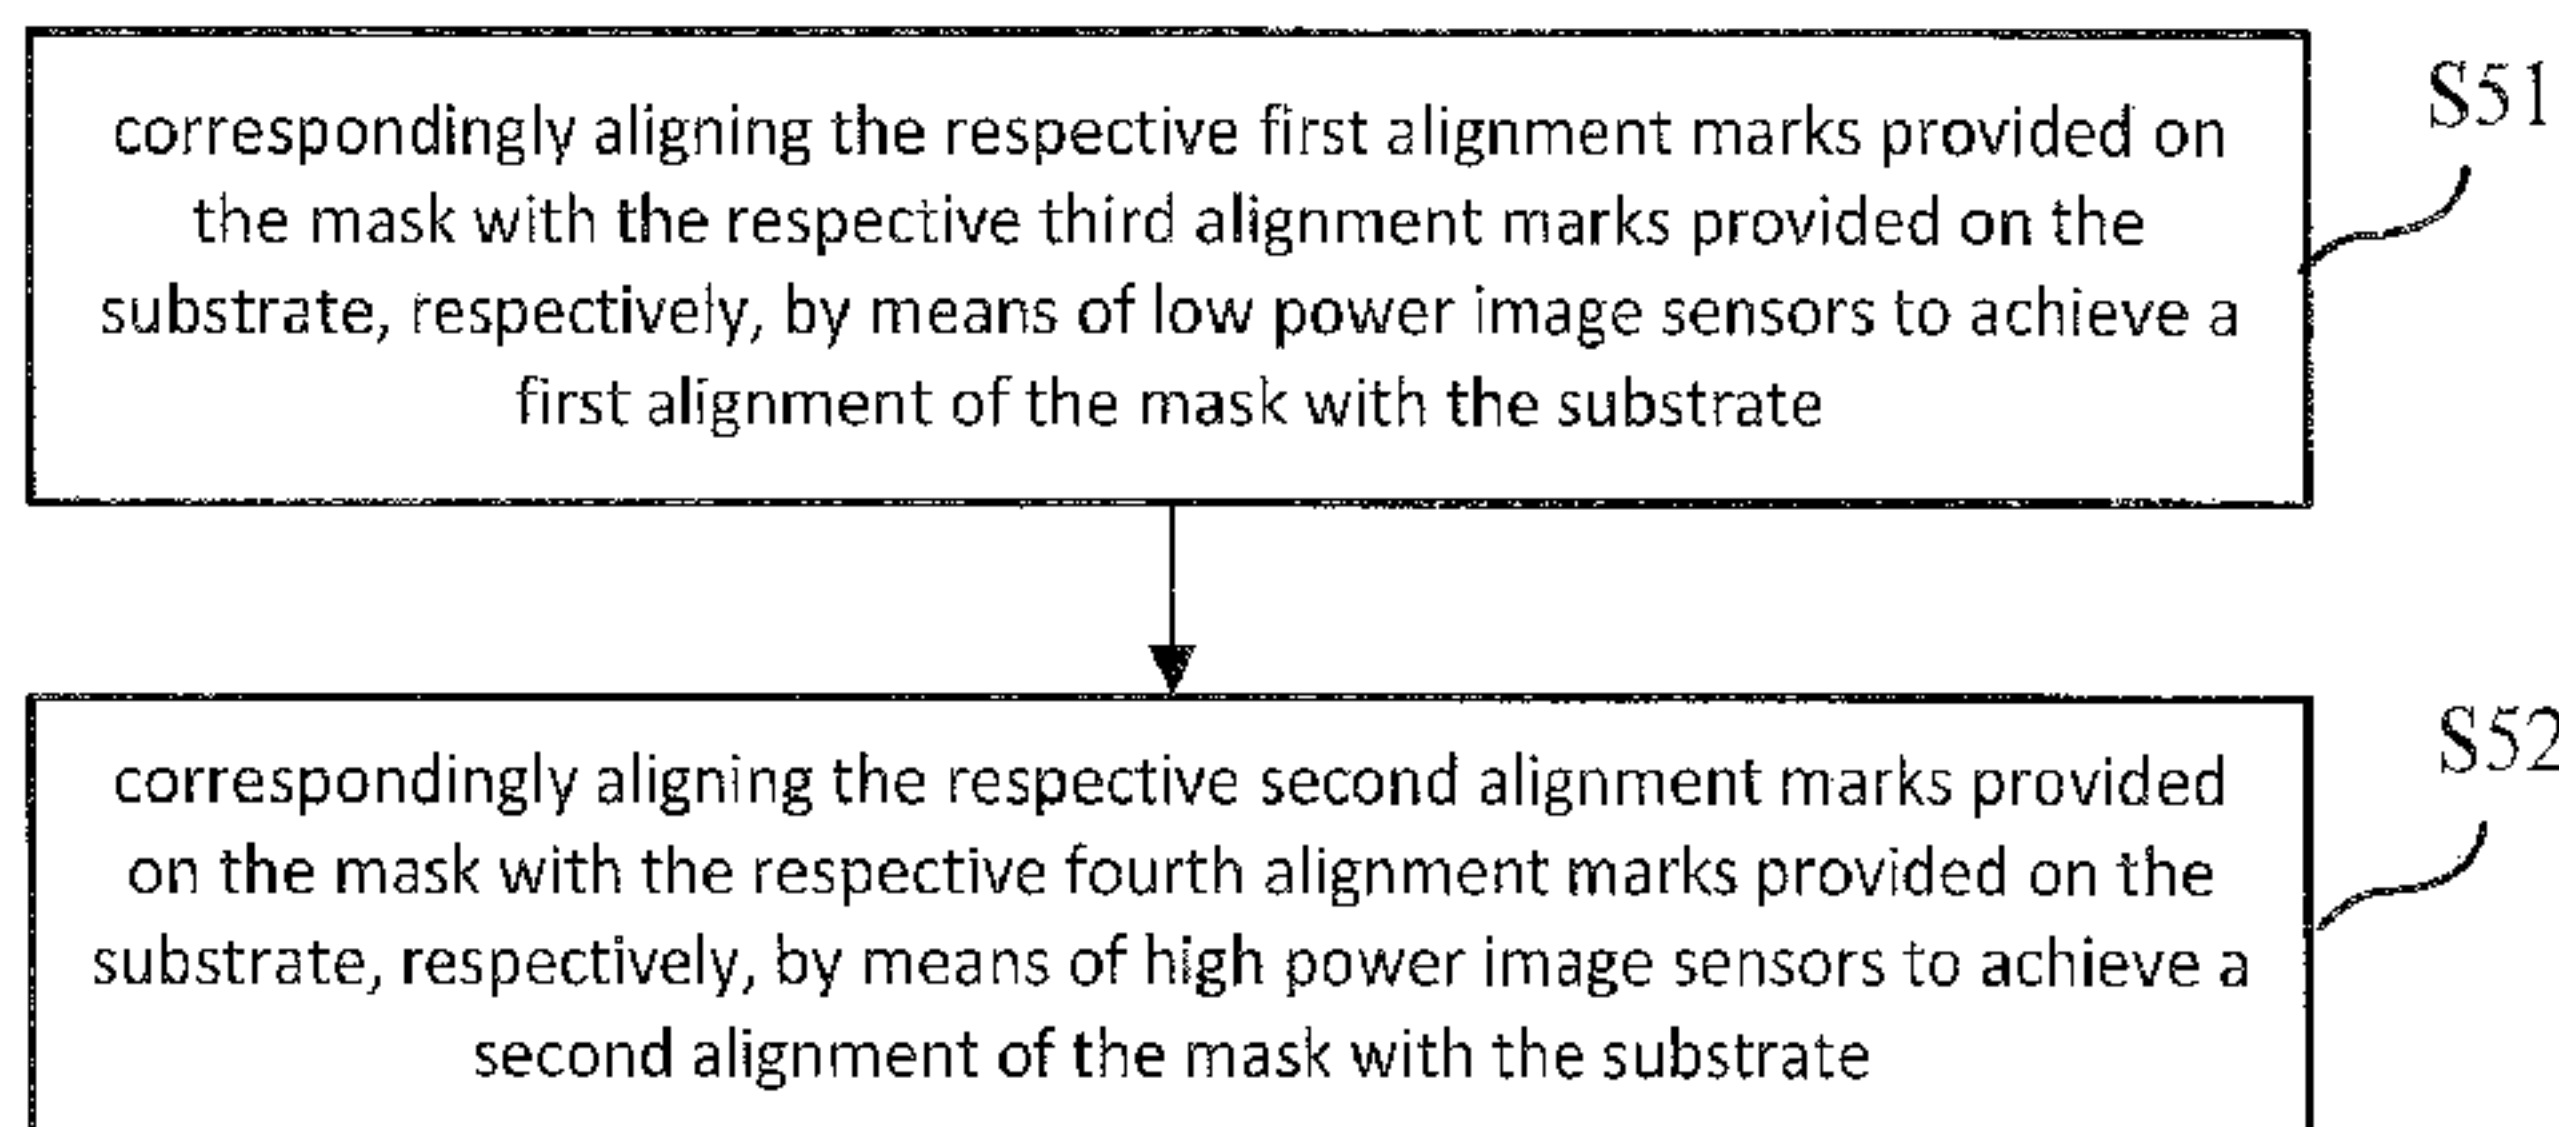 correspondingly aligning the respective first alignment marks provided on
the mask with the respective third alignment marks provided on the
substrate, respectively, by means of low power image sensors to achieve a
first alignment of the mask with the substrate
S51
correspondingly aligning the respective second alignment marks provided
on the mask with the respective fourth alignment marks provided on the
substrate, respectively, by means of high power image sensors to achieve a
second alignment of the mask with the substrate
S52